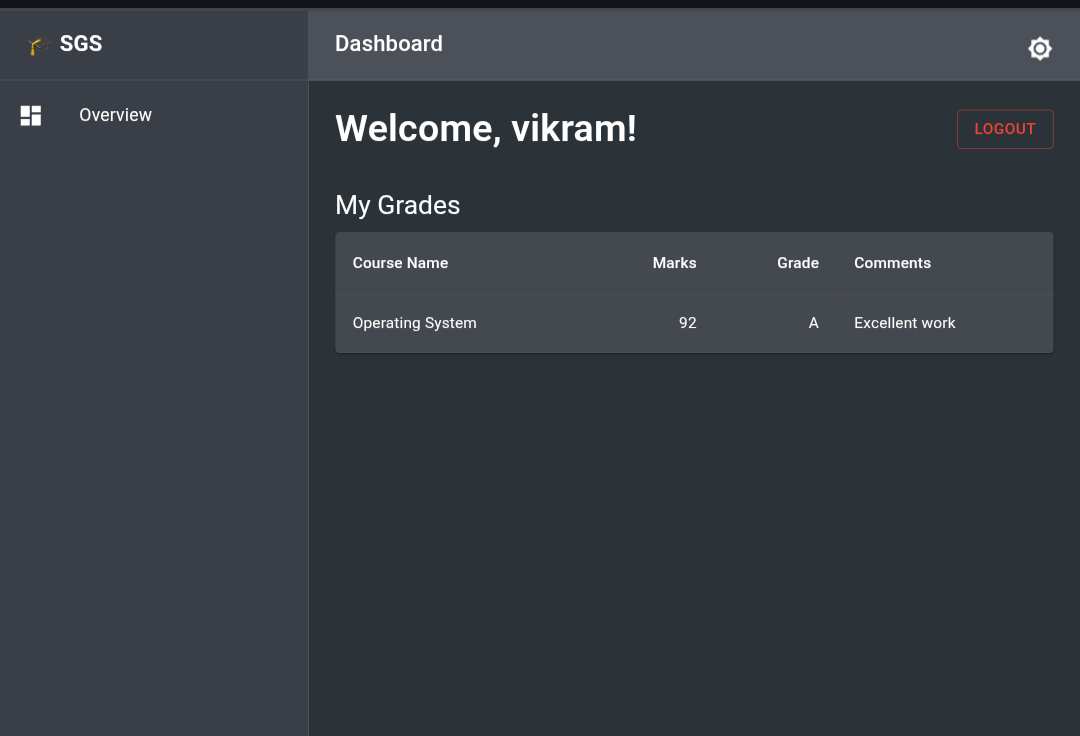 SGS
Dashboard
Overview
Welcome, vikram!
LOGOUT
My Grades
Course Name Marks Grade Comments
Operating System 92 A Excellent work